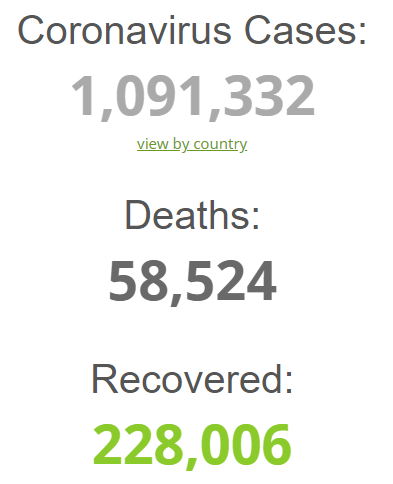 Coronavirus Cases:
1,091,332
view by country
Deaths:
58,524
Recovered:
228,006